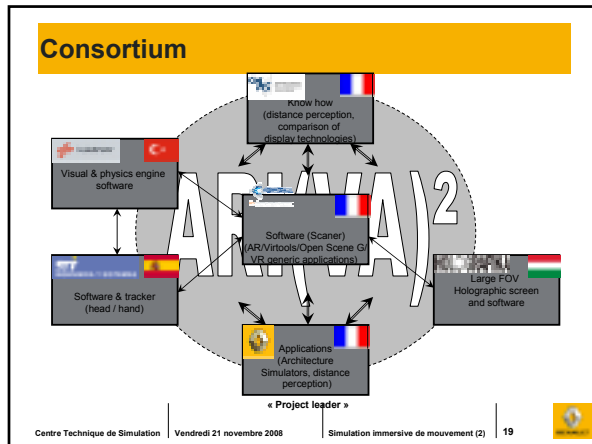 Consortium
Know how
(distance perception,
comparison of
display technologies)
Visual & physics engine
software
ARI(VA)²
Software (Scaner)
(AR/Virtools/Open Scene G/
VR generic applications)
Software & tracker
(head / hand)
Large FOV
Holographic screen
and software
Applications
(Architecture
Simulators, distance
perception)
« Project leader »
Centre Technique de Simulation
Vendredi 21 novembre 2008
Simulation immersive de mouvement (2)
19